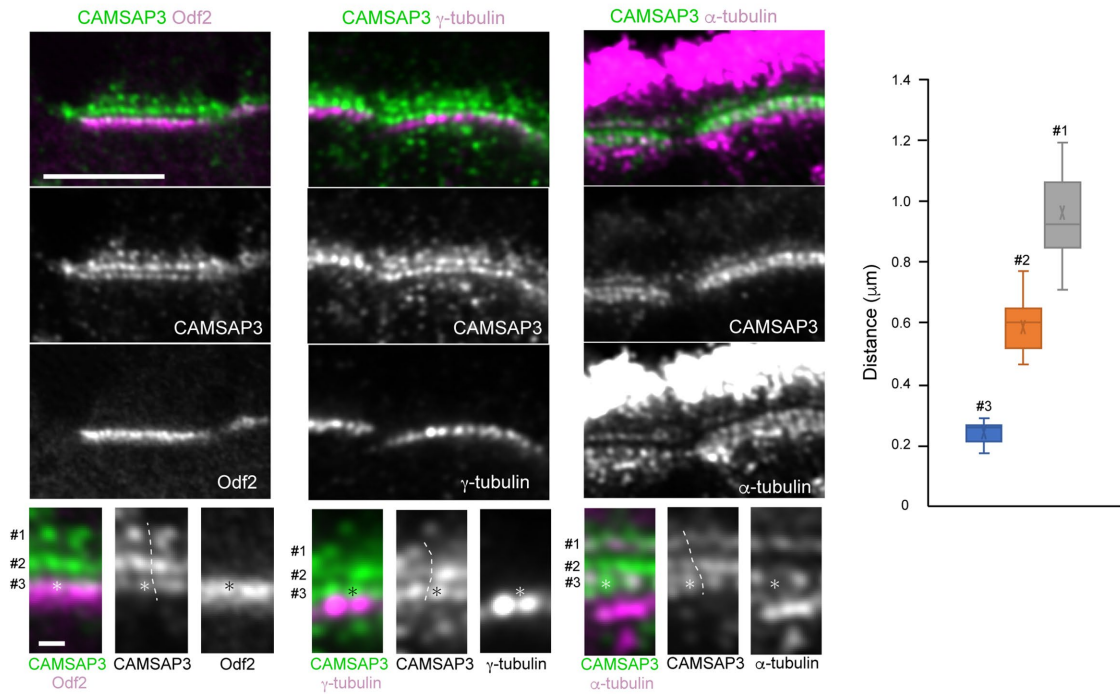 CAMSAP3 Odf2
CAMSAP3 γ-tubulin
CAMSAP3 α-tubulin
CAMSAP3
CAMSAP3
CAMSAP3
Odf2
γ-tubulin
α-tubulin
#1
#2
#3
CAMSAP3
Odf2
CAMSAP3
Odf2
#1
#2
#3
CAMSAP3
γ-tubulin
CAMSAP3
γ-tubulin
#1
#2
#3
CAMSAP3
α-tubulin
CAMSAP3
α-tubulin
Distance (μm)
1.4
1.2
1.0
0.8
0.6
0.4
0.2
0
#1
#2
#3